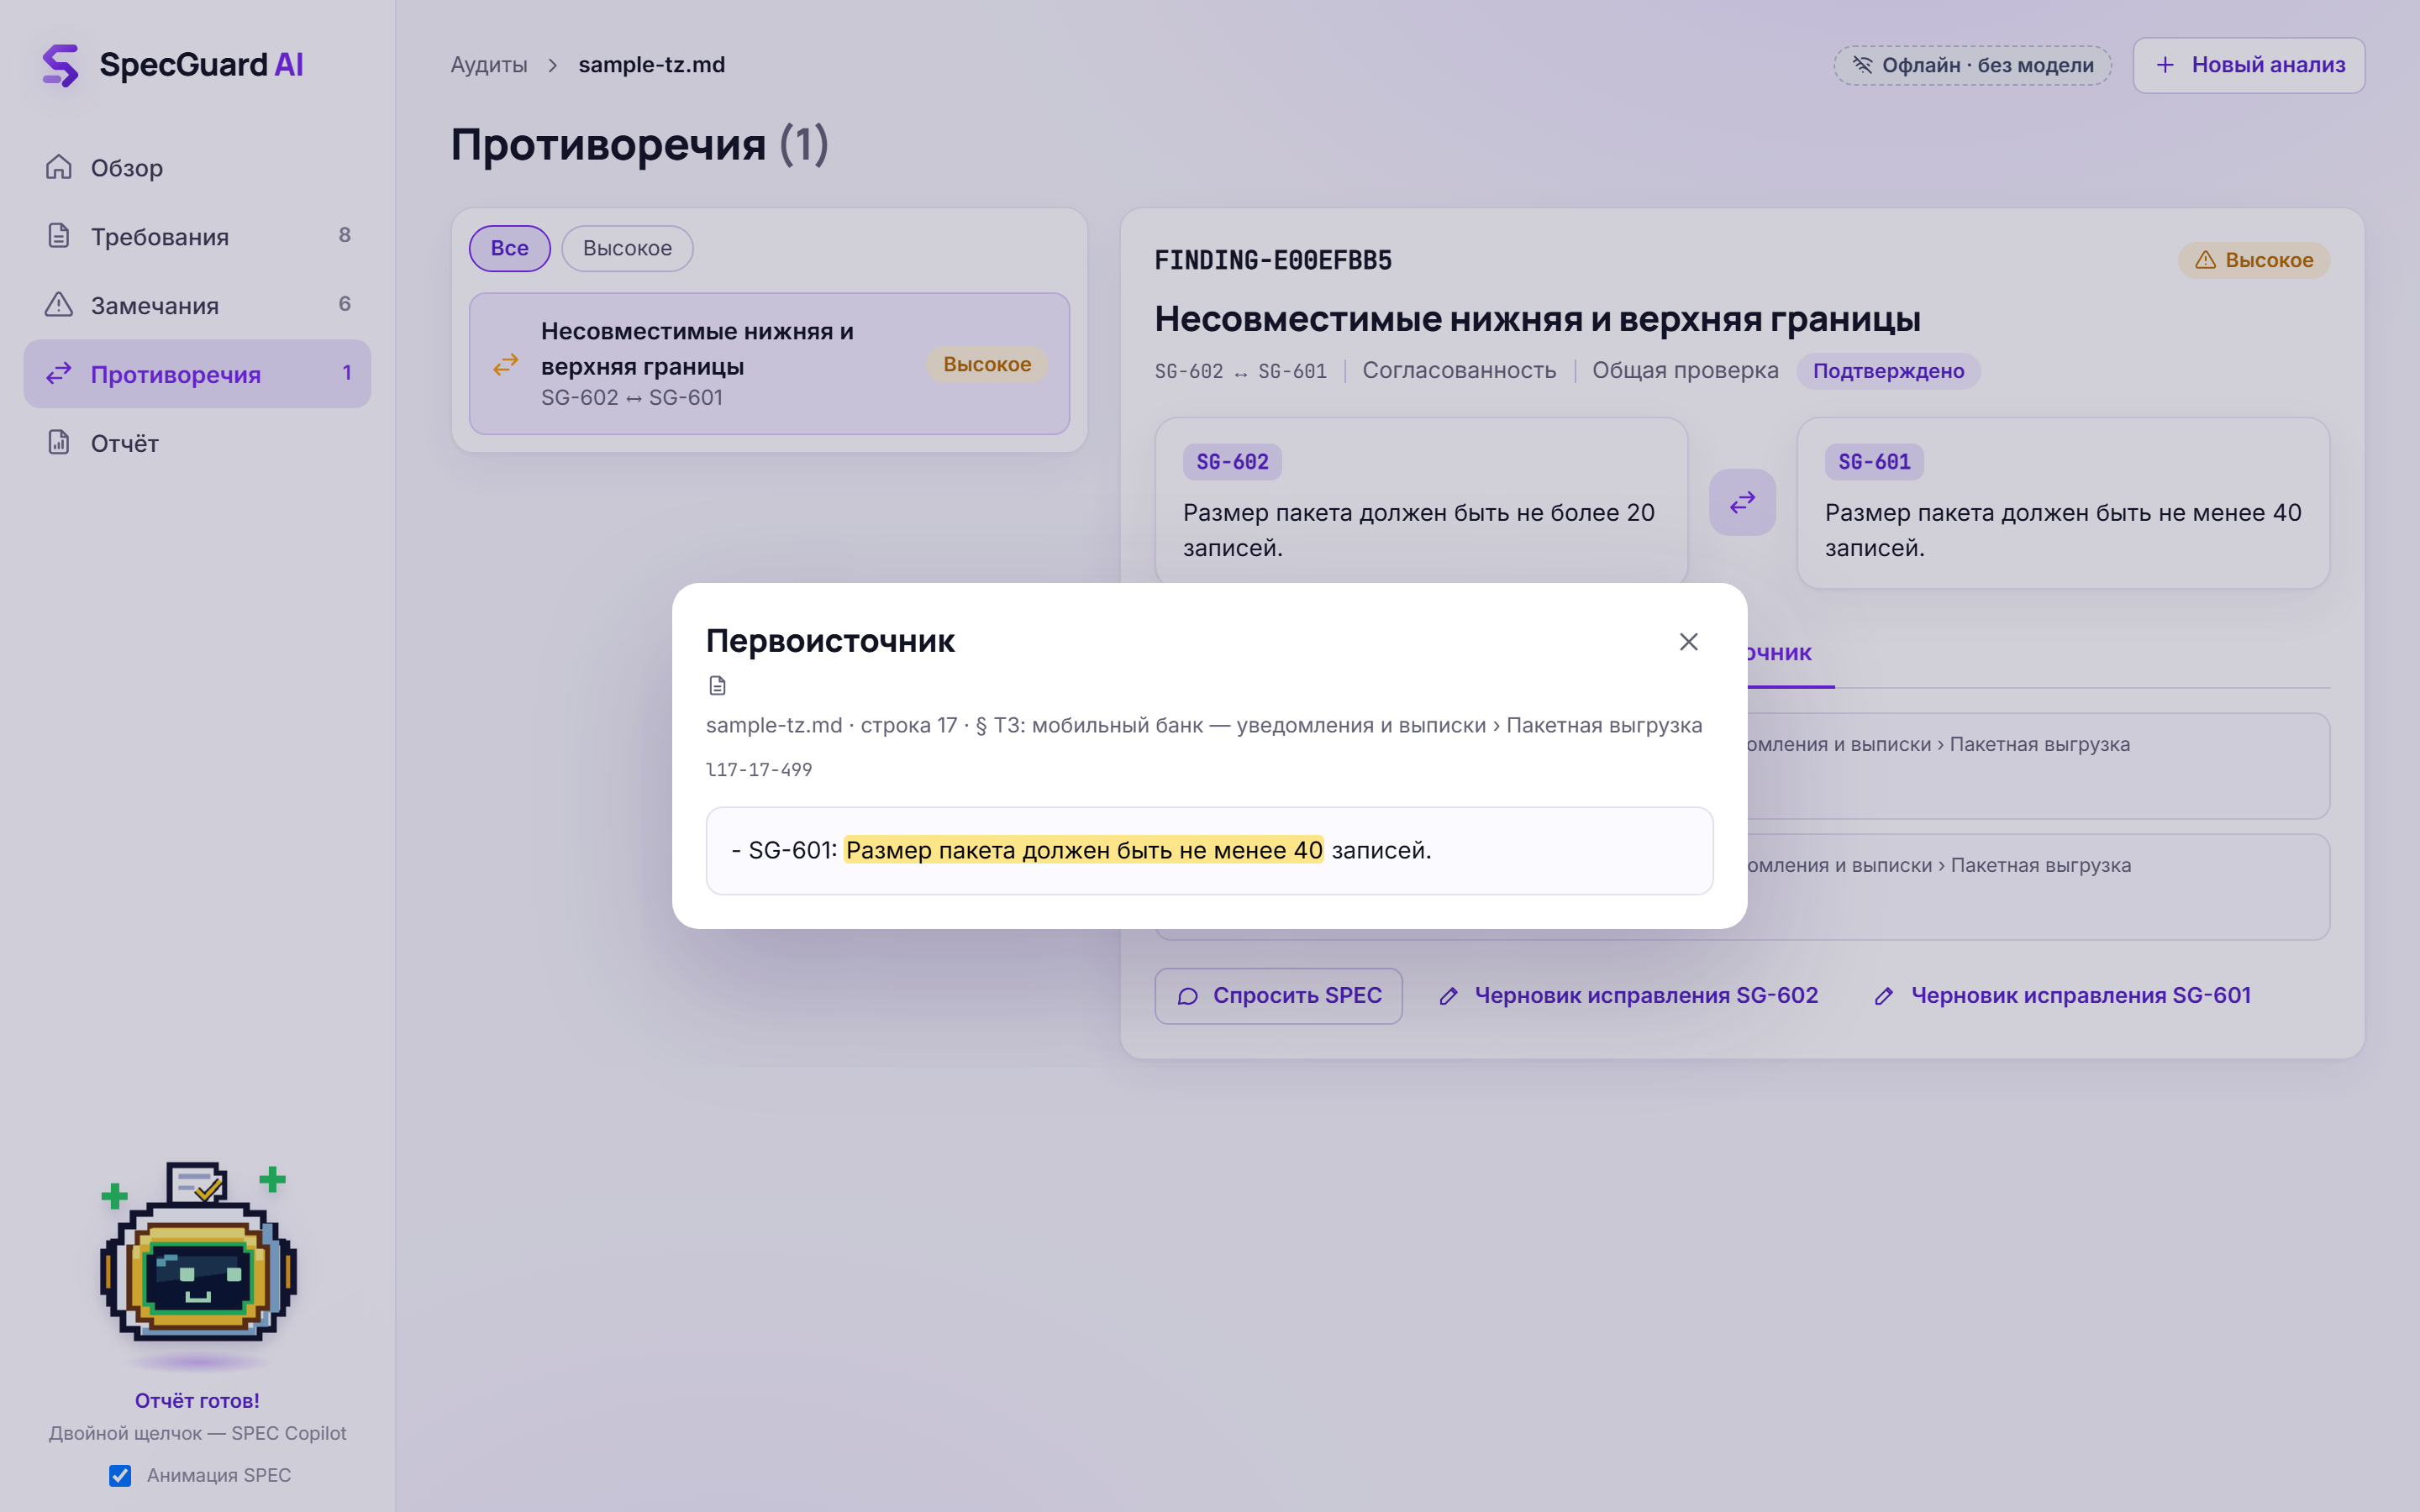 SpecGuard AI
Обзор
Требования 8
Замечания 6
Противоречия 1
Отчёт
Отчёт готов!
Двойной щелчок — SPEC Copilot
Анимация SPEC
Аудиты > sample-tz.md
Офлайн · без модели
+ Новый анализ
Противоречия (1)
Все Высокое
Несовместимые нижняя и
верхняя границы
SG-602 ↔ SG-601
Высокое
FINDING-E00EFBB5
Высокое
Несовместимые нижняя и верхняя границы
SG-602 ↔ SG-601 | Согласованность | Общая проверка Подтверждено
SG-602
Размер пакета должен быть не более 20
записей.
SG-601
Размер пакета должен быть не менее 40
записей.
Первоисточник
sample-tz.md · строка 17 · § ТЗ: мобильный банк — уведомления и выписки › Пакетная выгрузка
l17-17-499
- SG-601: Размер пакета должен быть не менее 40 записей.
очник
омления и выписки › Пакетная выгрузка
омления и выписки › Пакетная выгрузка
Спросить SPEC
Черновик исправления SG-602
Черновик исправления SG-601